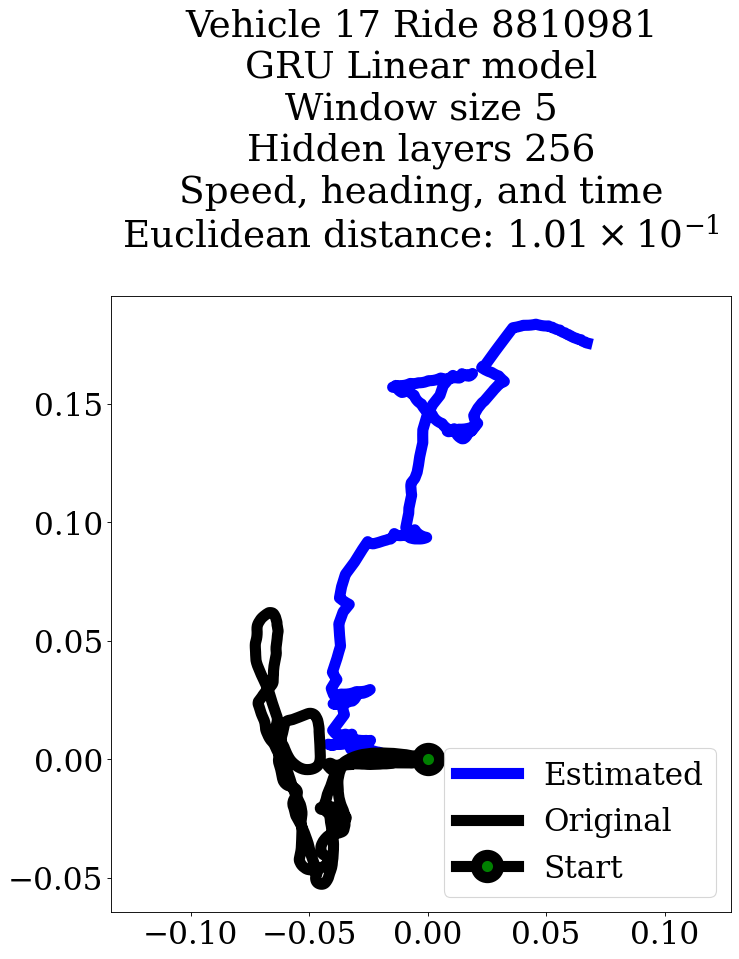 Vehicle 17 Ride 8810981
GRU Linear model
Window size 5
Hidden layers 256
Speed, heading, and time
Euclidean distance: 1.01 × 10⁻¹
0.15
0.10
0.05
0.00
−0.05
Estimated
Original
Start
−0.10 −0.05 0.00 0.05 0.10